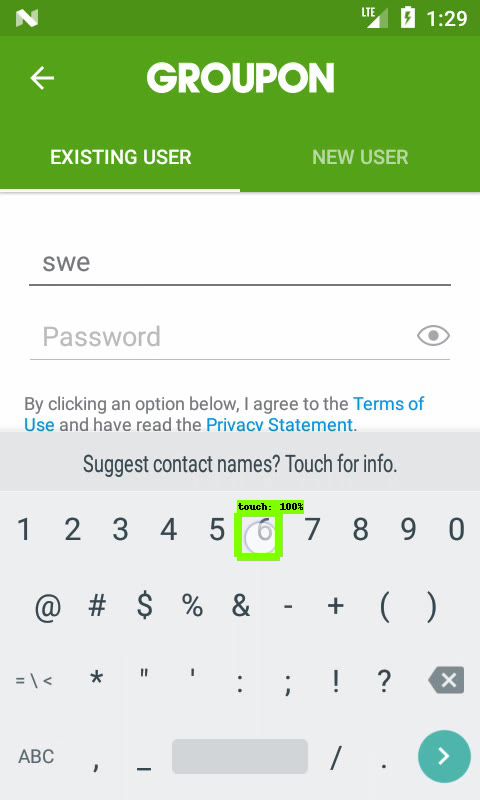 LTE 1:29
GROUPON
EXISTING USER NEW USER
swe
Password
By clicking an option below, I agree to the Terms of
Use and have read the Privacy Statement.
Suggest contact names? Touch for info.
touch: 100%
1 2 3 4 5 6 7 8 9 0
@ # $ % & - + ( )
= \ < * " ' : ; ! ?
ABC , _ / .